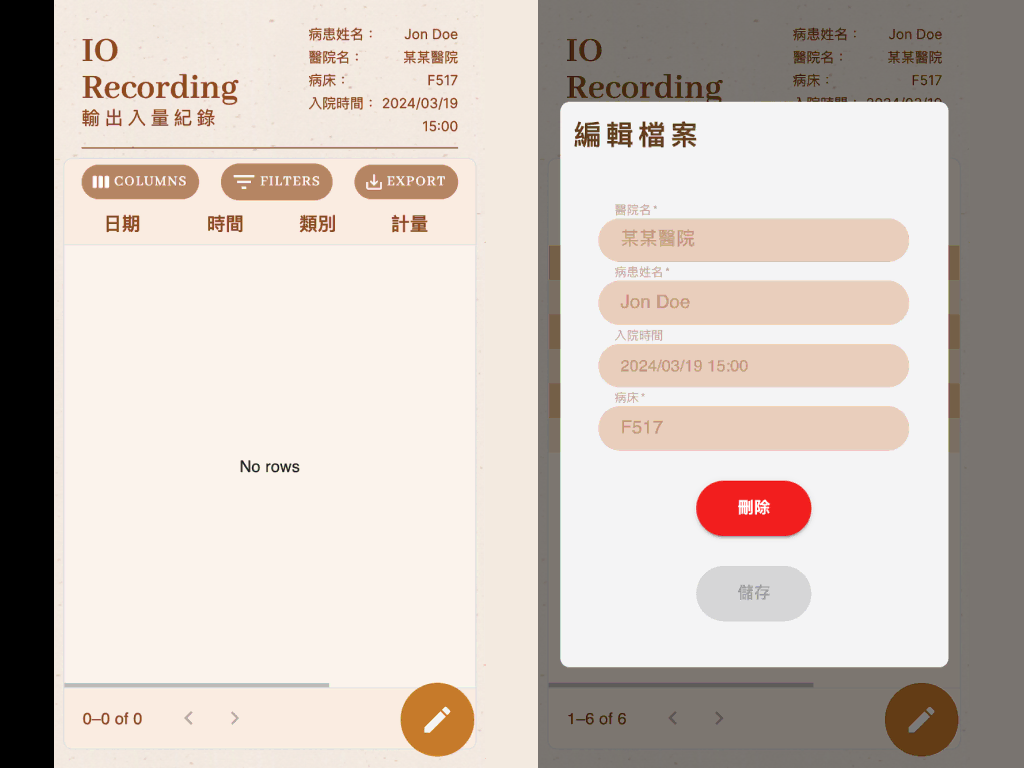 IO
Recording
輸出入量紀錄
病患姓名： Jon Doe
醫院名： 某某醫院
病床： F517
入院時間： 2024/03/19
15:00
COLUMNS FILTERS EXPORT
日期 時間 類別 計量
No rows
0–0 of 0
IO
Recording
病患姓名： Jon Doe
醫院名： 某某醫院
病床： F517
入院時間： 2024/03/19
編輯檔案
醫院名*
某某醫院
病患姓名*
Jon Doe
入院時間
2024/03/19 15:00
病床*
F517
刪除
儲存
1–6 of 6